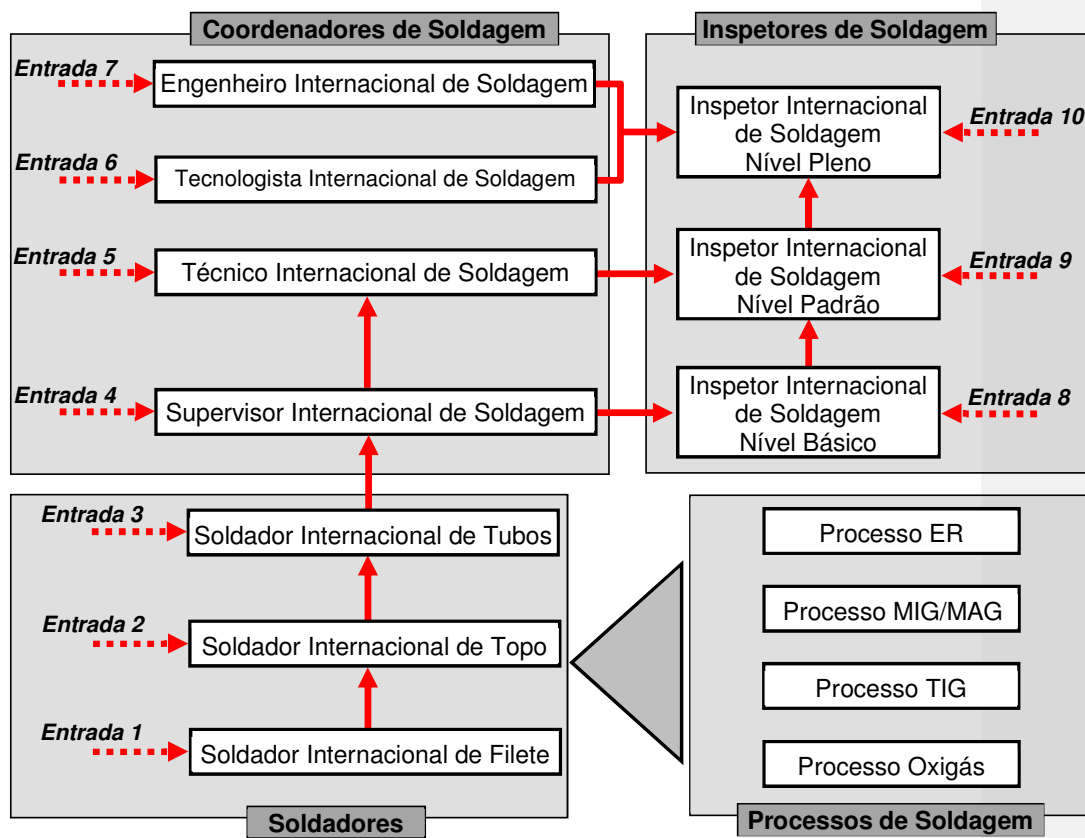 Coordenadores de Soldagem
Entrada 7
Engenheiro Internacional de Soldagem
Entrada 6
Tecnologista Internacional de Soldagem
Entrada 5
Técnico Internacional de Soldagem
Entrada 4
Supervisor Internacional de Soldagem
Inspetores de Soldagem
Inspetor Internacional
de Soldagem
Nível Pleno
Entrada 10
Inspetor Internacional
de Soldagem
Nível Padrão
Entrada 9
Inspetor Internacional
de Soldagem
Nível Básico
Entrada 8
Entrada 3
Soldador Internacional de Tubos
Entrada 2
Soldador Internacional de Topo
Entrada 1
Soldador Internacional de Filete
Soldadores
Processo ER
Processo MIG/MAG
Processo TIG
Processo Oxigás
Processos de Soldagem